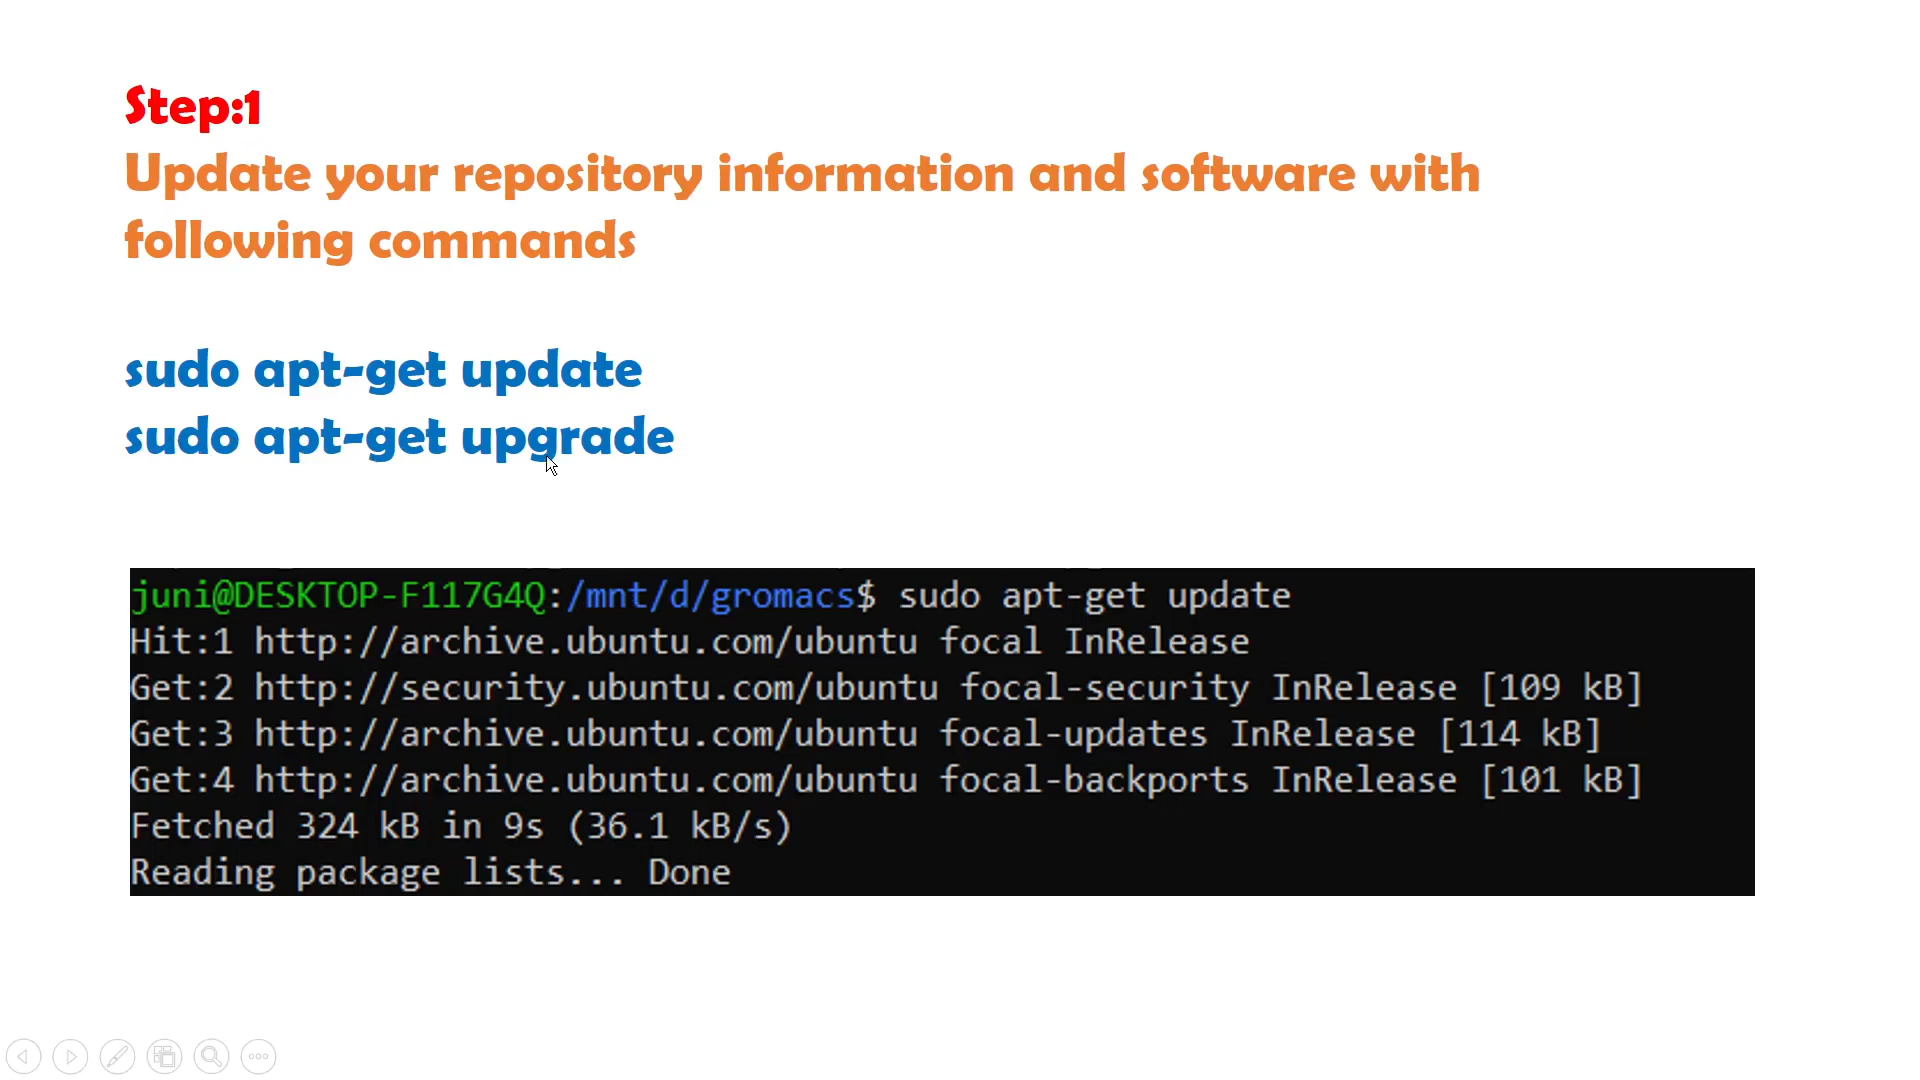 Step:1
Update your repository information and software with
following commands
sudo apt-get update
sudo apt-get upgrade
juni@DESKTOP-F117G4Q:/mnt/d/gromacs$ sudo apt-get update
Hit:1 http://archive.ubuntu.com/ubuntu focal InRelease
Get:2 http://security.ubuntu.com/ubuntu focal-security InRelease [109 kB]
Get:3 http://archive.ubuntu.com/ubuntu focal-updates InRelease [114 kB]
Get:4 http://archive.ubuntu.com/ubuntu focal-backports InRelease [101 kB]
Fetched 324 kB in 9s (36.1 kB/s)
Reading package lists... Done